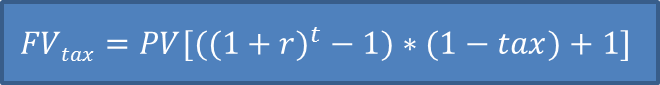 FV_tax = PV[((1 + r)^t − 1) ∗ (1 − tax) + 1]